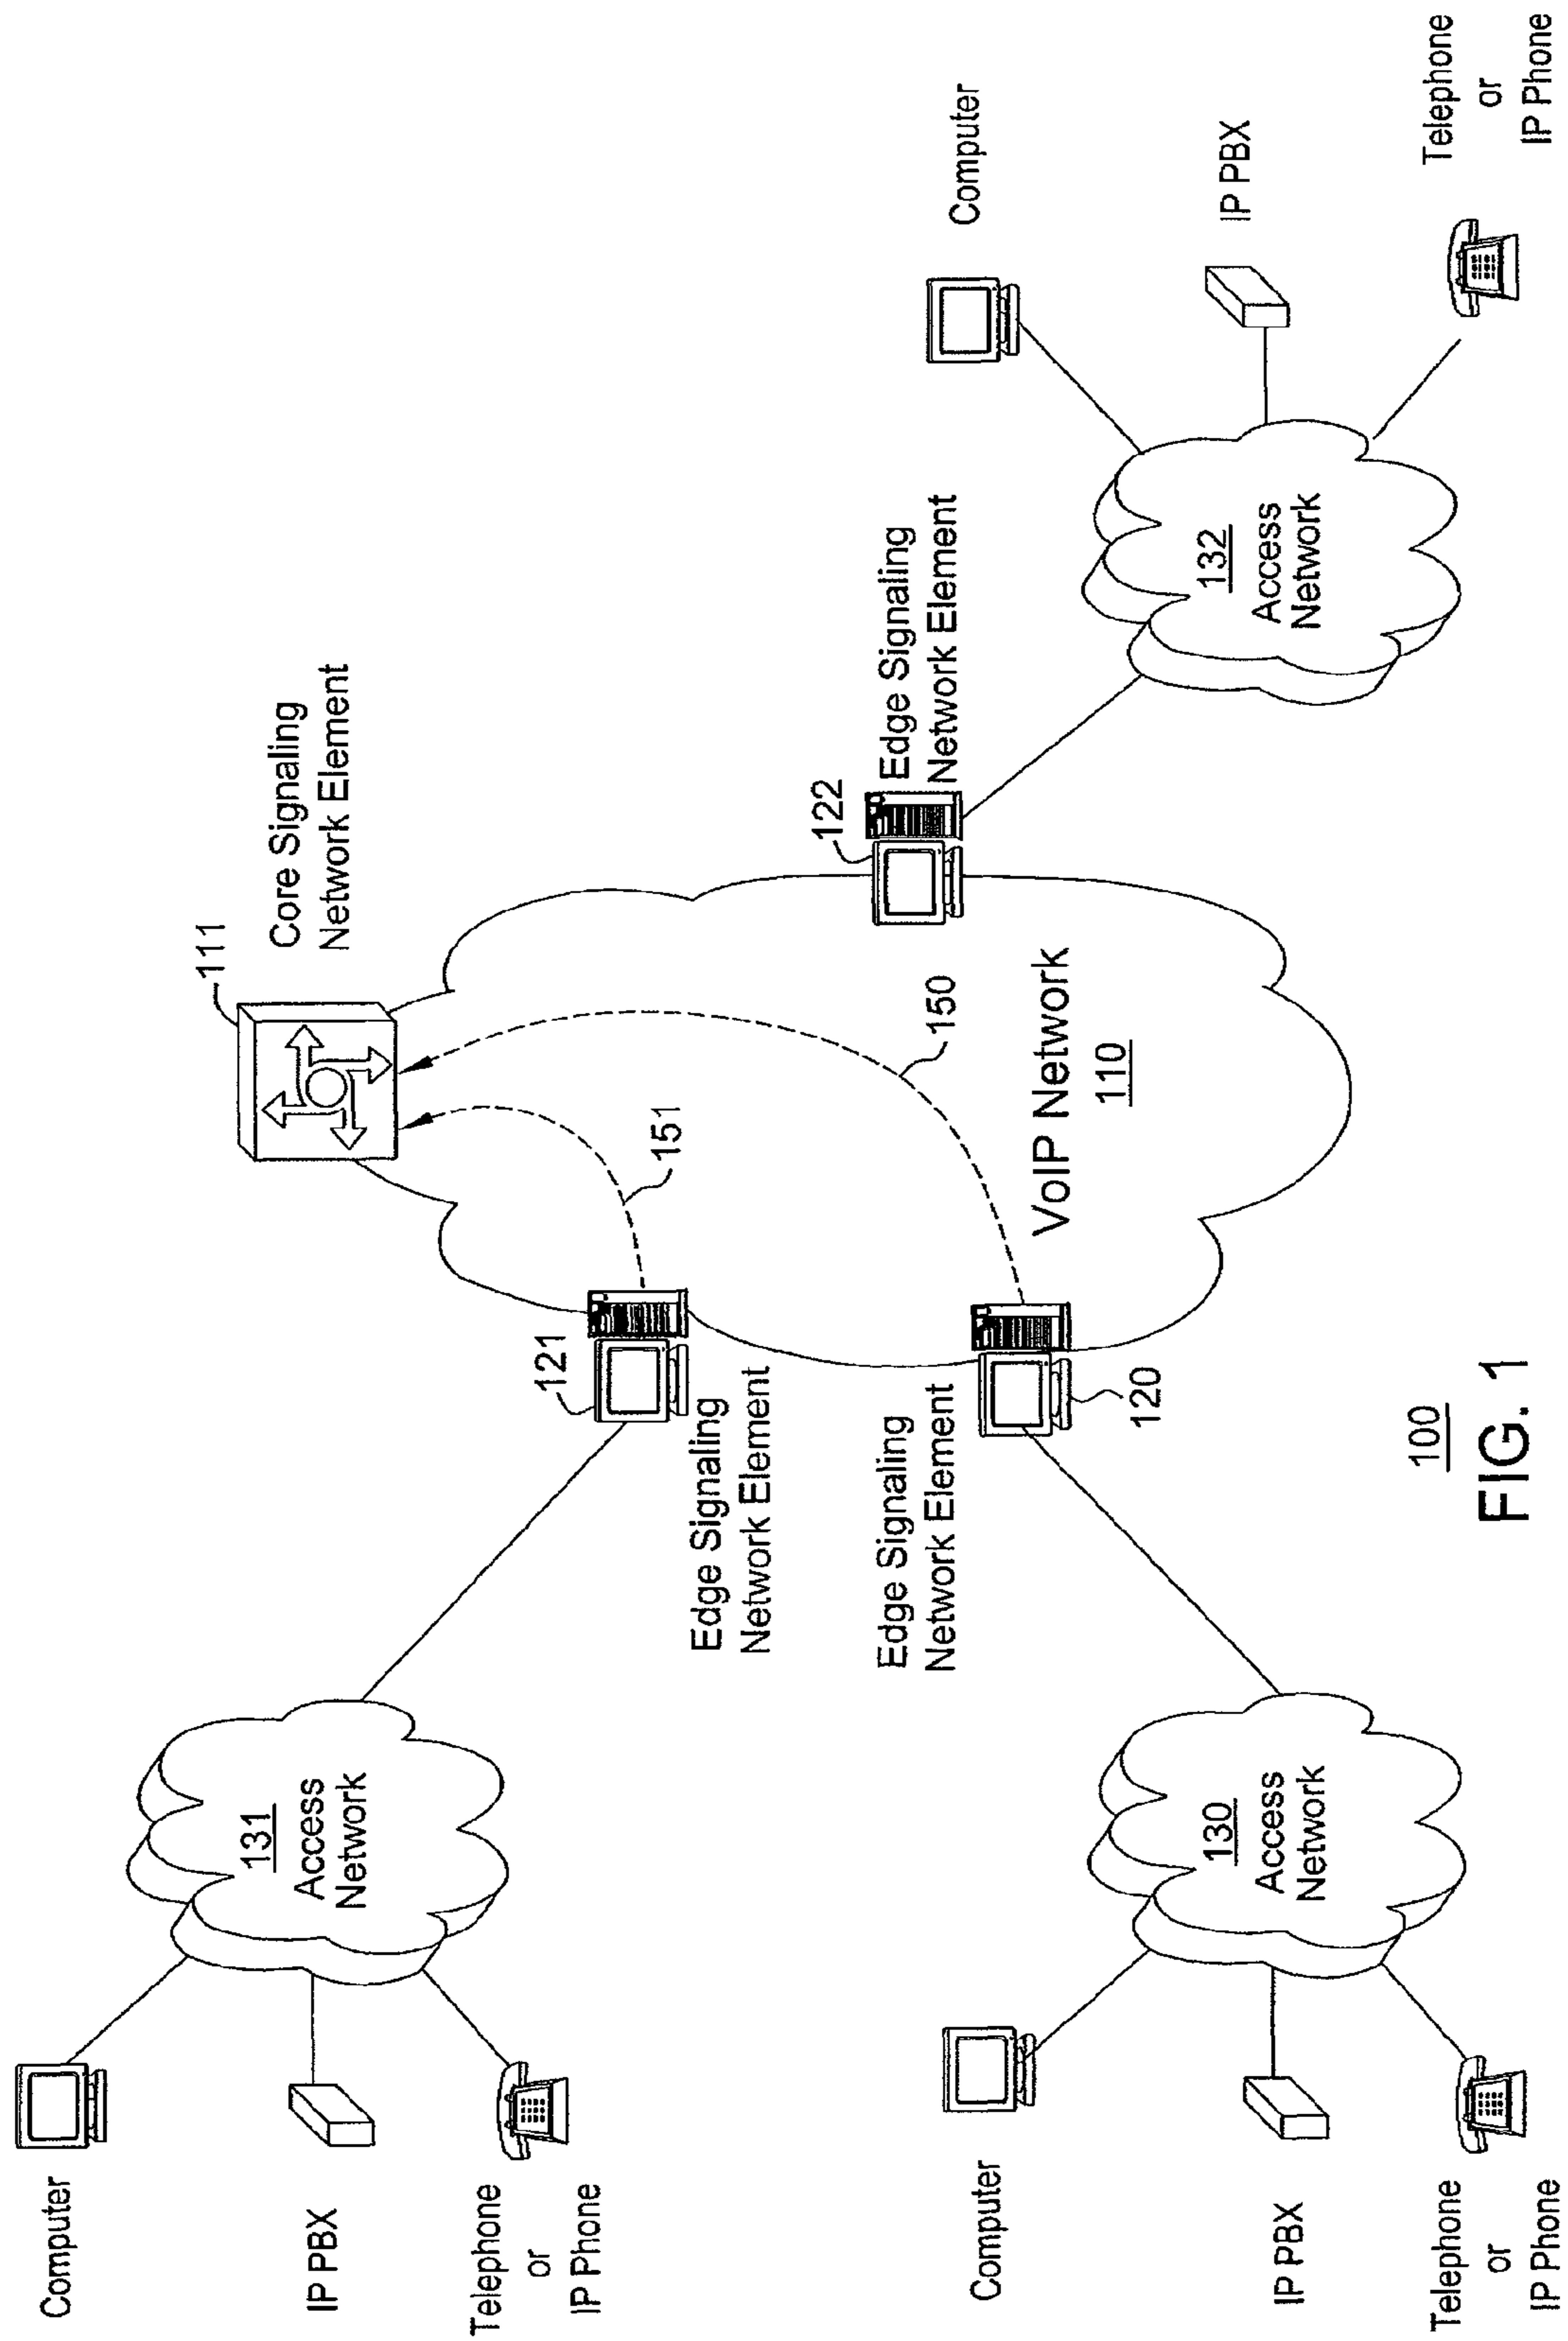 Computer
IP PBX
Telephone
or
IP Phone
131
Access
Network
121
Edge Signaling
Network Element
111
Core Signaling
Network Element
151
150
VoIP Network
110
122
Edge Signaling
Network Element
Edge Signaling
Network Element
120
Computer
IP PBX
Telephone
or
IP Phone
130
Access
Network
132
Access
Network
Computer
IP PBX
Telephone
or
IP Phone
100
FIG. 1